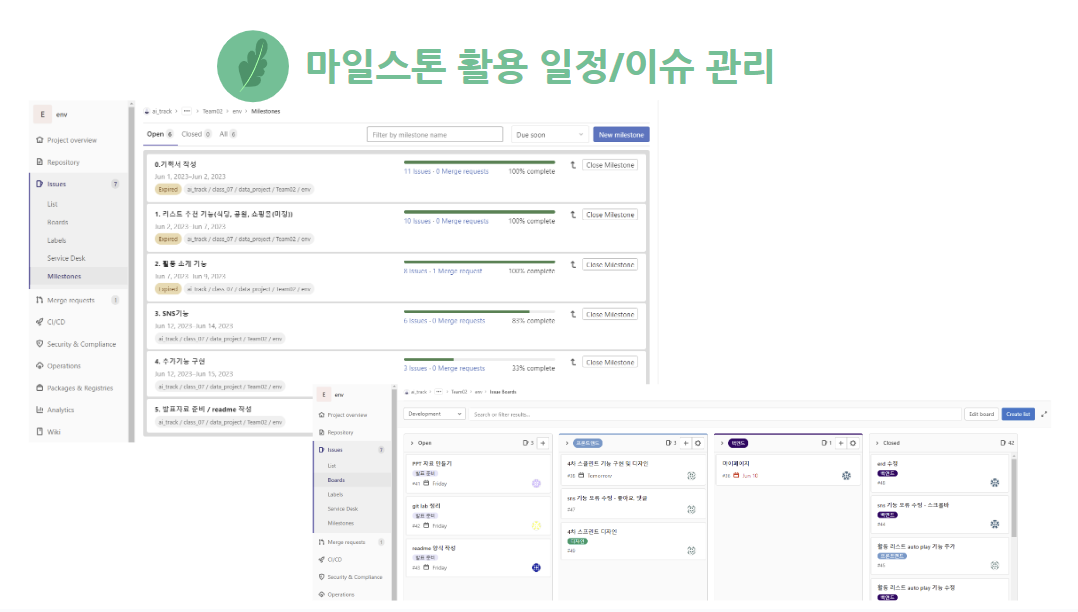 마일스톤 활용 일정/이슈 관리
E env
Project overview
Repository
Issues 7
List
Boards
Labels
Service Desk
Milestones
Merge requests 1
CI/CD
Security & Compliance
Operations
Packages & Registries
Analytics
Wiki
ai_track > ••• > Team02 > env > Milestones
Open 6 Closed 0 All 6
Filter by milestone name
Due soon
New milestone
0.기획서 작성
Jun 1, 2023–Jun 2, 2023
Expired ai_track / class_07 / data_project / Team02 / env
11 Issues · 0 Merge requests 100% complete
Close Milestone
1. 리스트 추천 기능(식당, 공원, 쇼핑몰(미정))
Jun 2, 2023–Jun 7, 2023
Expired ai_track / class_07 / data_project / Team02 / env
10 Issues · 0 Merge requests 100% complete
Close Milestone
2. 활동 소개 기능
Jun 7, 2023–Jun 9, 2023
Expired ai_track / class_07 / data_project / Team02 / env
8 Issues · 1 Merge request 100% complete
Close Milestone
3. SNS기능
Jun 12, 2023–Jun 14, 2023
ai_track / class_07 / data_project / Team02 / env
6 Issues · 0 Merge requests 83% complete
Close Milestone
4. 추가기능 구현
Jun 12, 2023–Jun 15, 2023
ai_track / class_07 / data_project / Team02 / env
3 Issues · 0 Merge requests 33% complete
Close Milestone
5. 발표자료 준비 / readme 작성
ai_track / class_07 / data_project / Team02 / env
E env
Project overview
Repository
Issues 7
List
Boards
Labels
Service Desk
Milestones
Merge requests 1
CI/CD
Security & Compliance
Operations
ai_track > ••• > Team02 > env > Issue Boards
Development
Search or filter results...
Edit board
Create list
Open 3 +
PPT 자료 만들기
발표 준비
#41 Friday
git lab 정리
발표 준비
#42 Friday
readme 양식 작성
발표 준비
#43 Friday
프론트엔드 3 +
4차 스클린트 기능 구현 및 디자인
#38 Tomorrow
sns 기능 오류 수정 - 좋아요, 댓글
#47
4차 스프린트 디자인
디자인
#40
백엔드 1 +
마이페이지
#36 Jun 10
Closed 42
erd 수정
백엔드
sns 기능 오류 수정 - 스크롤바
백엔드
#44
활동 리스트 auto play 기능 추가
프론트엔드
#45
활동 리스트 auto play 기능 수정
백엔드